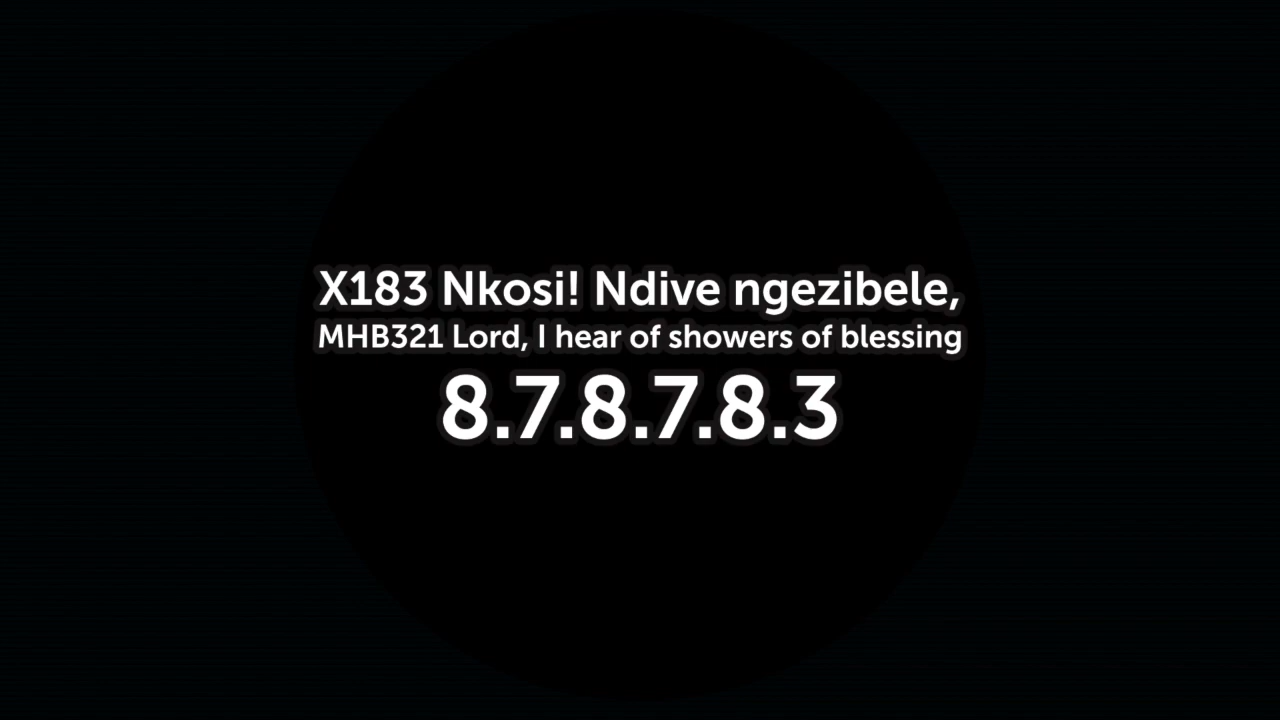 X183 Nkosi! Ndive ngezibele,
MHB321 Lord, I hear of showers of blessing
8.7.8.7.8.3